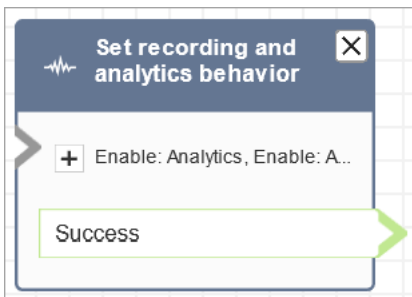 Set recording and
analytics behavior
Enable: Analytics, Enable: A...
Success